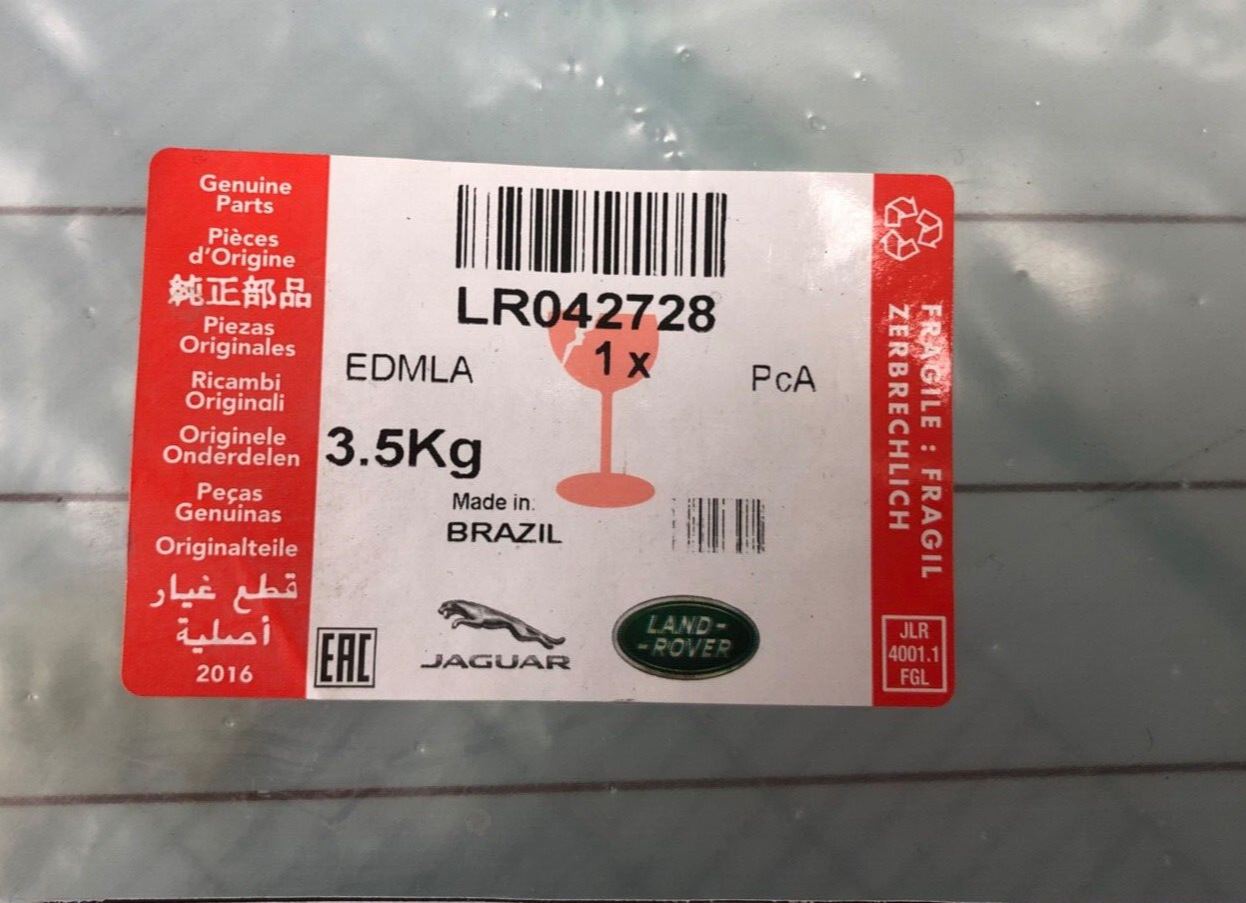 Genuine
Parts
Pièces
d'Origine
純正部品
Piezas
Originales
Ricambi
Originali
Originele
Onderdelen
Peças
Genuinas
Originalteile
قطع غيار
أصلية
2016
LR042728
1 x
EDMLA
PcA
3.5Kg
Made in:
BRAZIL
EAC
JAGUAR
LAND-
-ROVER
FRAGILE : FRAGIL
ZERBRECHLICH
JLR
4001.1
FGL